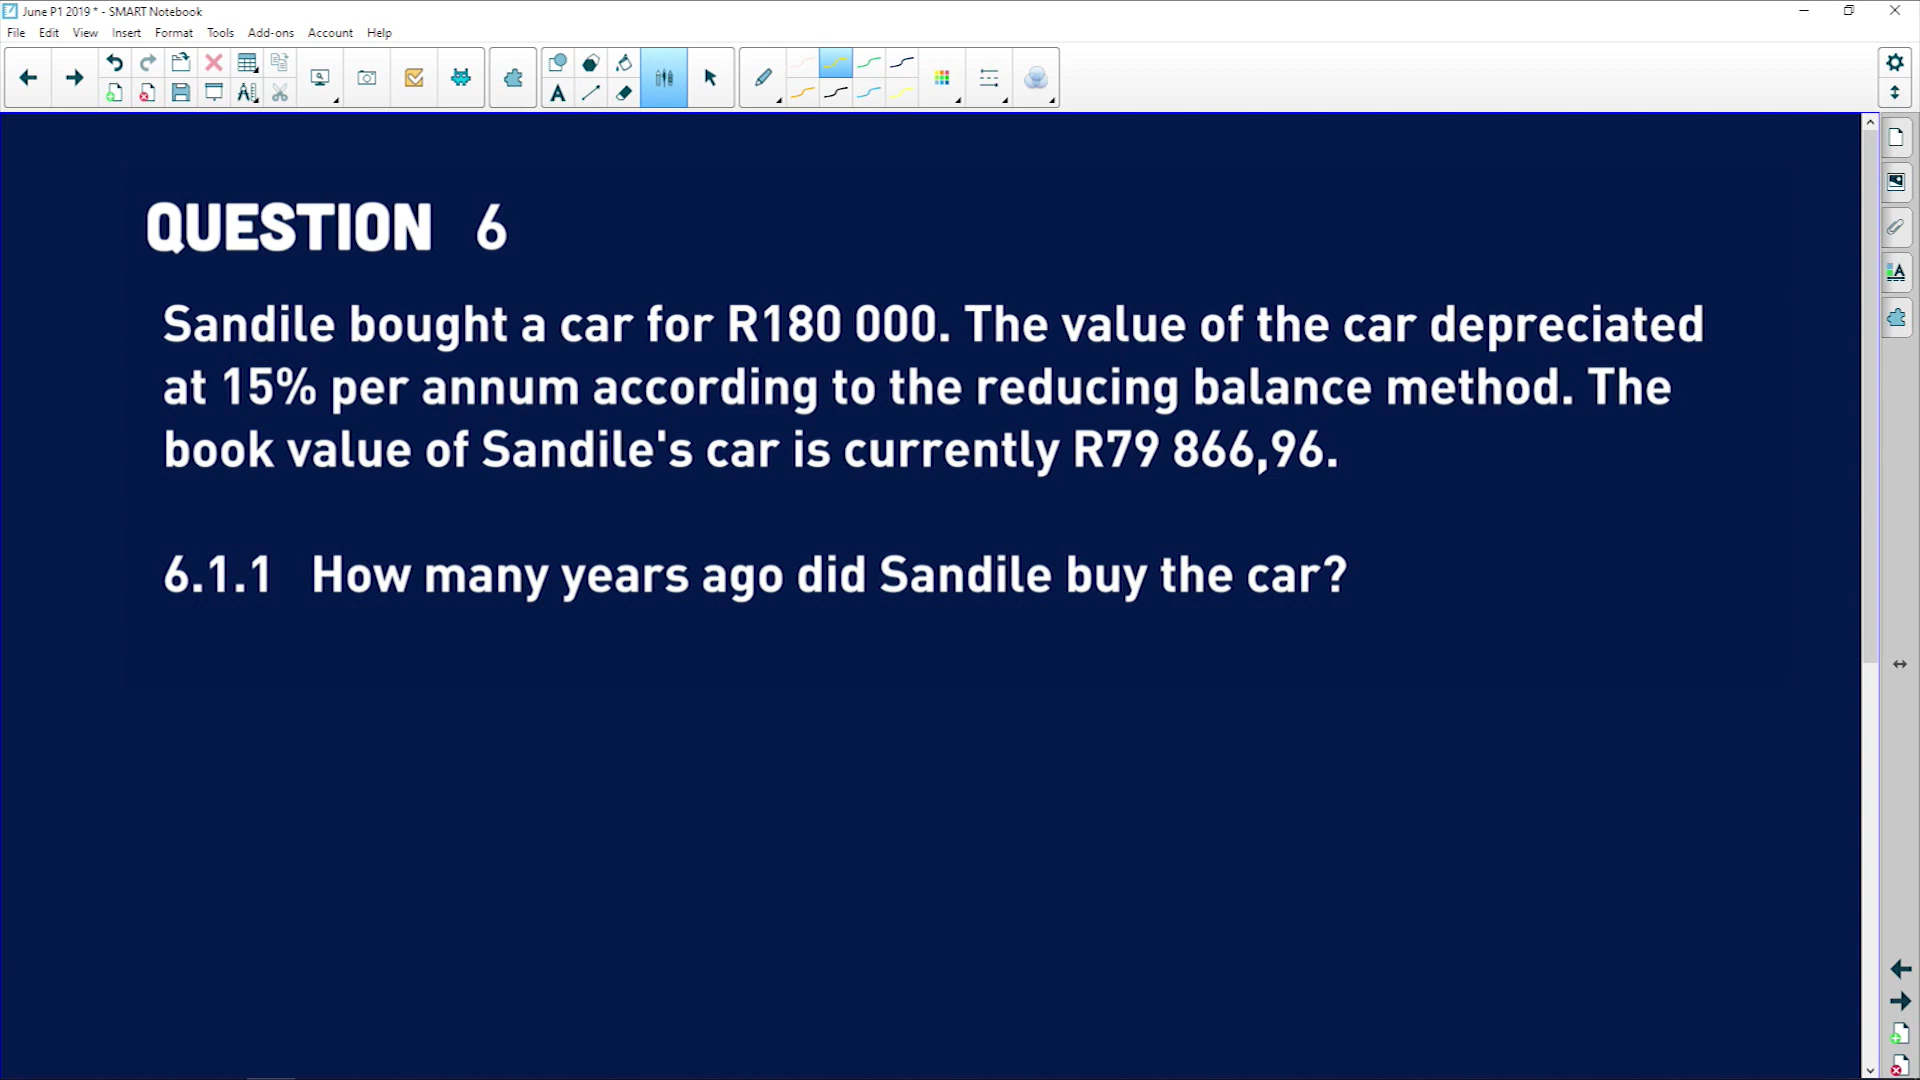 June P1 2019 * - SMART Notebook
File Edit View Insert Format Tools Add-ons Account Help
QUESTION 6
Sandile bought a car for R180 000. The value of the car depreciated
at 15% per annum according to the reducing balance method. The
book value of Sandile's car is currently R79 866,96.
6.1.1 How many years ago did Sandile buy the car?